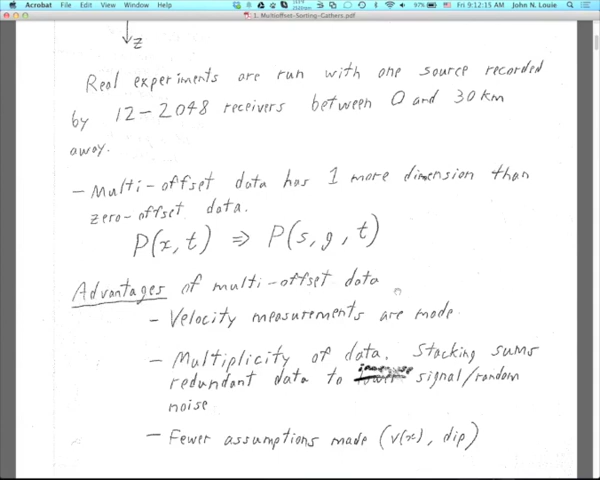 Acrobat File Edit View Window Help 97% Fri 9:12:15 AM John N. Louie
1. Multioffset-Sorting-Gathers.pdf
z
Real experiments are run with one source recorded
by 12-2048 receivers between 0 and 30 km
away.
- Multi-offset data has 1 more dimension than
zero-offset data.
P(x,t) ⇒ P(s,g,t)
Advantages of multi-offset data
- Velocity measurements are made
- Multiplicity of data. Stacking sums
increase
redundant data to lower signal/random
noise
- Fewer assumptions made (v(x), dip)